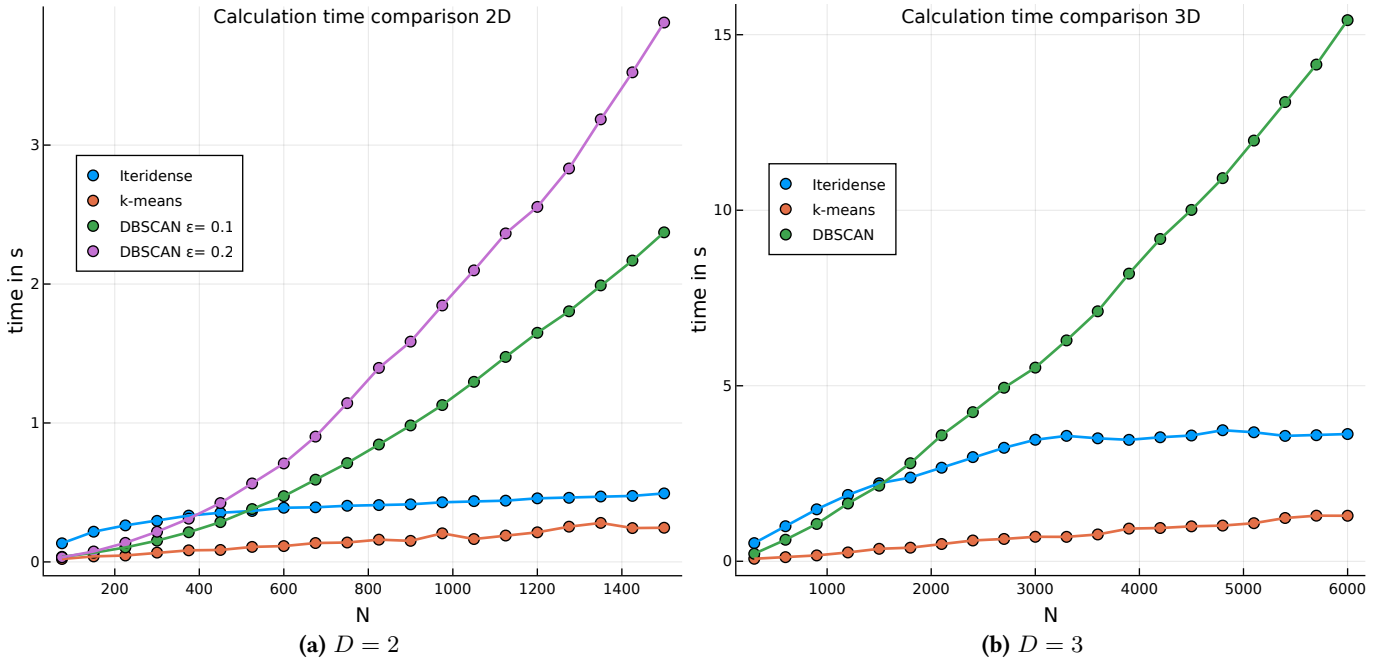 Calculation time comparison 2D
time in s
3
2
1
0
Iteridense
k-means
DBSCAN ε= 0.1
DBSCAN ε= 0.2
200 400 600 800 1000 1200 1400
N
(a) D = 2
Calculation time comparison 3D
time in s
15
10
5
0
Iteridense
k-means
DBSCAN
1000 2000 3000 4000 5000 6000
N
(b) D = 3